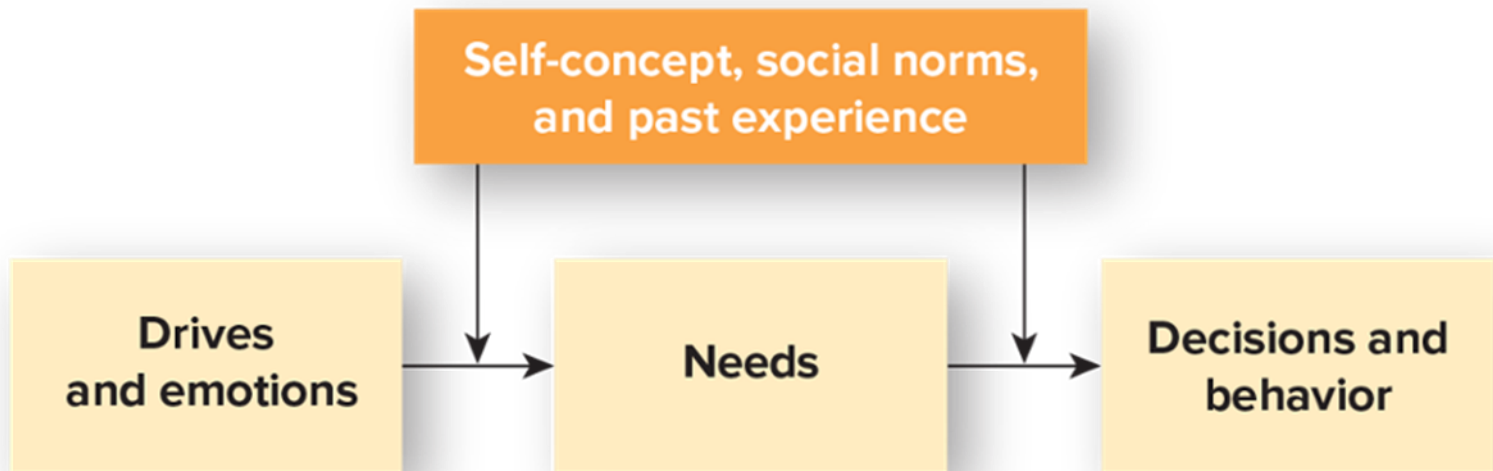 Self-concept, social norms,
and past experience
Drives
and emotions
Needs
Decisions and
behavior